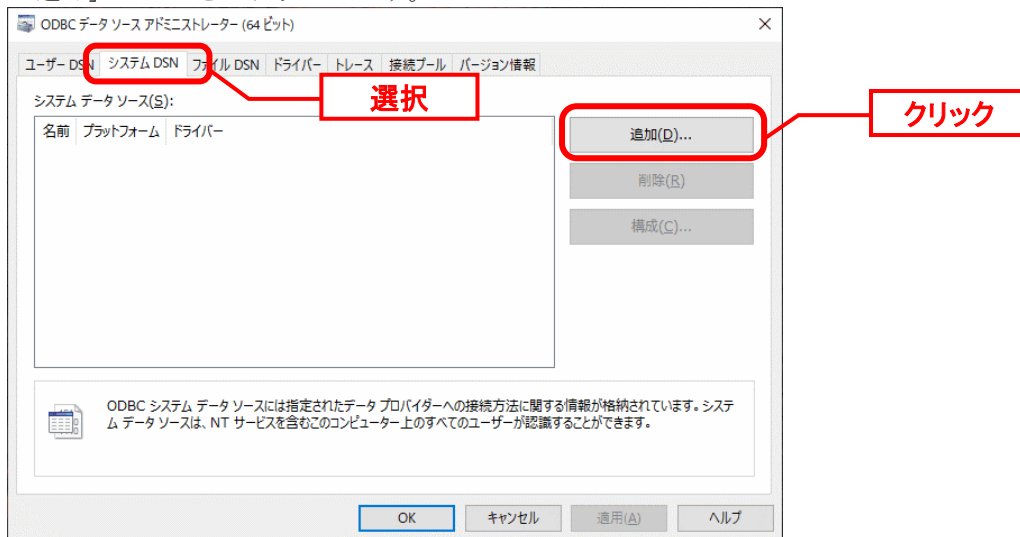 ODBC データ ソース アドミニストレーター (64 ビット)
ユーザー DSN システム DSN ファイル DSN ドライバー トレース 接続プール バージョン情報
選択
システム データ ソース(S):
名前 プラットフォーム ドライバー
追加(D)...
クリック
削除(R)
構成(C)...
ODBC システム データ ソースには指定されたデータ プロバイダーへの接続方法に関する情報が格納されています。システ
ム データ ソースは、NT サービスを含むこのコンピューター上のすべてのユーザーが認識することができます。
OK キャンセル 適用(A) ヘルプ